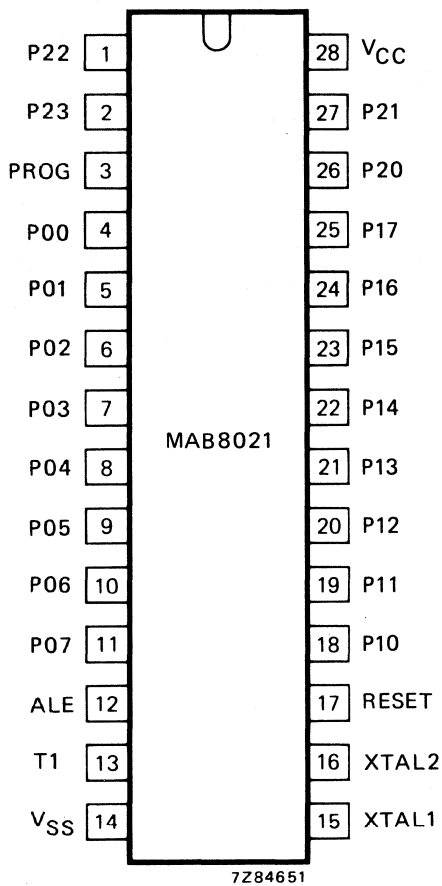 P22 1 28 VCC
P23 2 27 P21
PROG 3 26 P20
P00 4 25 P17
P01 5 24 P16
P02 6 23 P15
P03 7 22 P14
MAB8021
P04 8 21 P13
P05 9 20 P12
P06 10 19 P11
P07 11 18 P10
ALE 12 17 RESET
T1 13 16 XTAL2
VSS 14 15 XTAL1
7Z84651